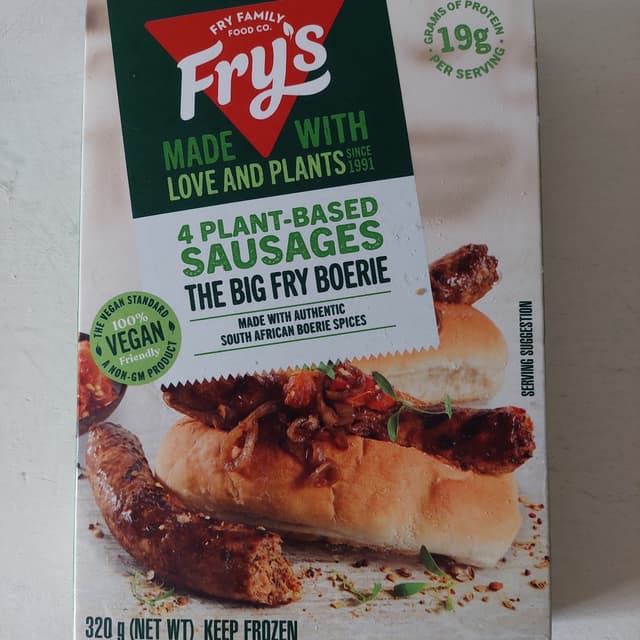 FRY FAMILY
FOOD CO.
Fry's
MADE WITH
LOVE AND PLANTS
SINCE
1991
GRAMS OF PROTEIN
19g
PER SERVING
4 PLANT-BASED
SAUSAGES
THE BIG FRY BOERIE
MADE WITH AUTHENTIC
SOUTH AFRICAN BOERIE SPICES
THE VEGAN STANDARD
100%
VEGAN
Friendly
A NON-GM PRODUCT
SERVING SUGGESTION
320 g (NET WT) KEEP FROZEN